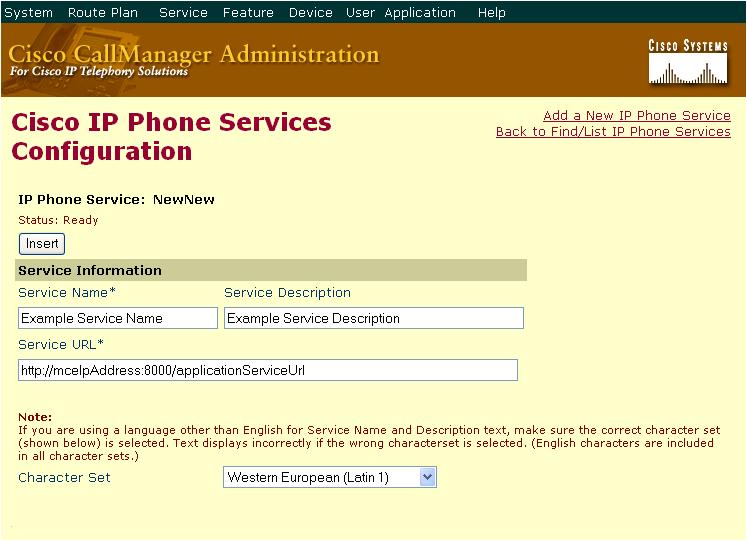 System Route Plan Service Feature Device User Application Help
Cisco CallManager Administration
For Cisco IP Telephony Solutions
CISCO SYSTEMS
Cisco IP Phone Services
Configuration
Add a New IP Phone Service
Back to Find/List IP Phone Services
IP Phone Service: NewNew
Status: Ready
Insert
Service Information
Service Name* Service Description
Example Service Name Example Service Description
Service URL*
http://mceIpAddress:8000/applicationServiceUrl
Note:
If you are using a language other than English for Service Name and Description text, make sure the correct character set
(shown below) is selected. Text displays incorrectly if the wrong characterset is selected. (English characters are included
in all character sets.)
Character Set Western European (Latin 1)